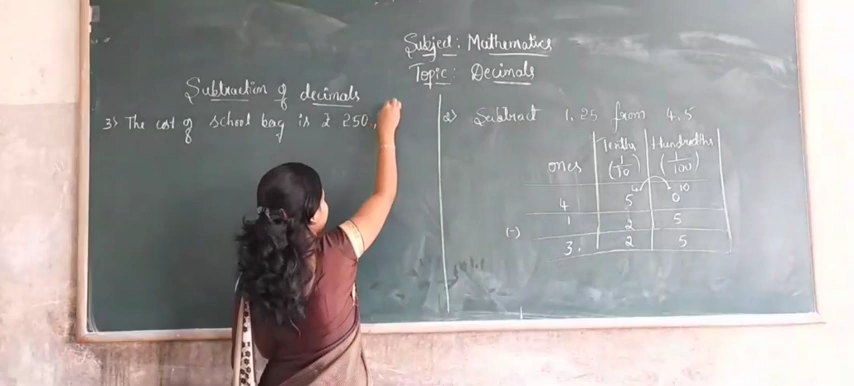 Subject: Mathematics
Topic: Decimals
Subtraction of decimals
3) The cost of school bag is ₹ 250.
2) Subtract 1.25 from 4.5
ones Tenths (1/10) Hundredths (1/100)
4 10
4 5 0
(-) 1 2 5
3. 2 5